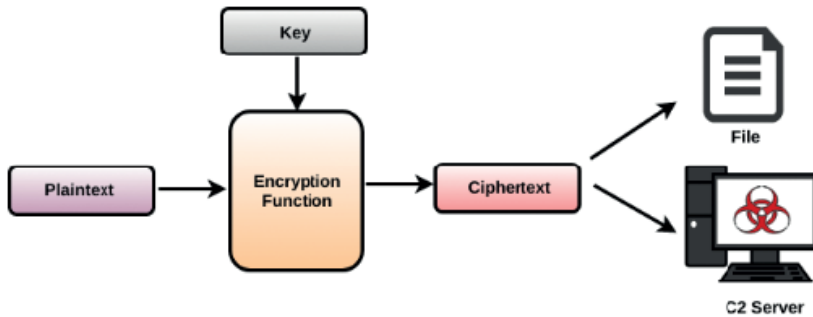 Key
Plaintext
Encryption
Function
Ciphertext
File
C2 Server